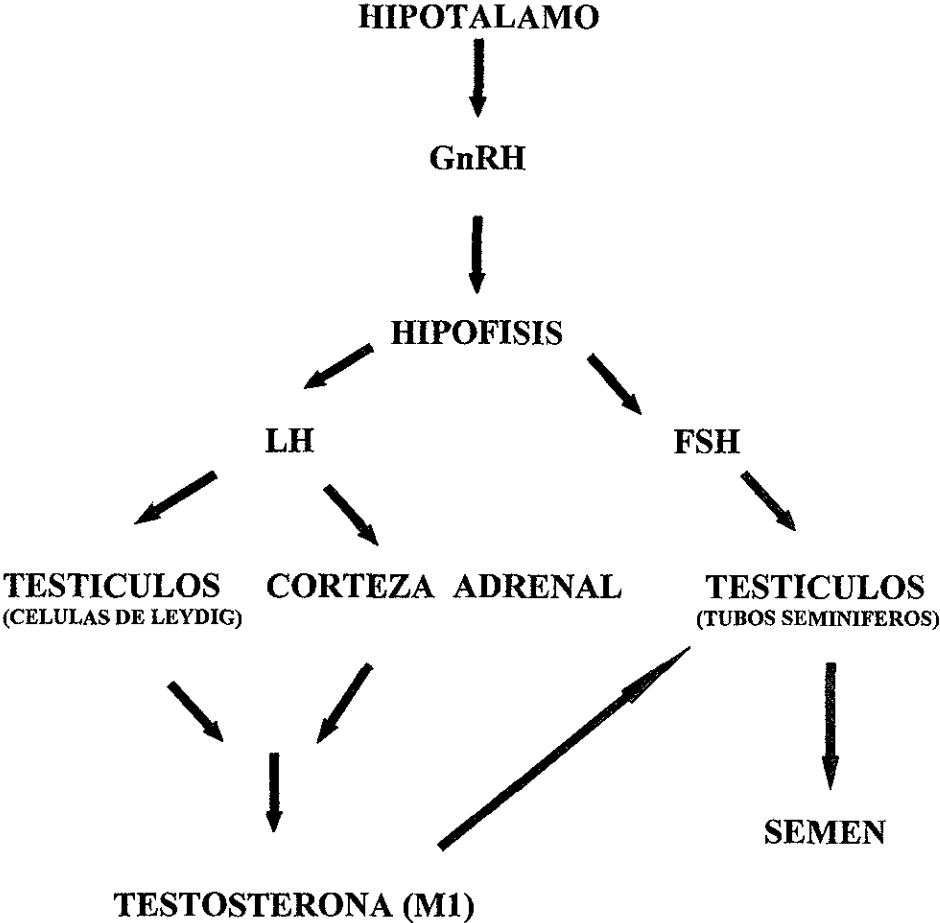 HIPOTALAMO
GnRH
HIPOFISIS
LH
FSH
TESTICULOS
(CELULAS DE LEYDIG)
CORTEZA ADRENAL
TESTICULOS
(TUBOS SEMINIFEROS)
SEMEN
TESTOSTERONA (M1)